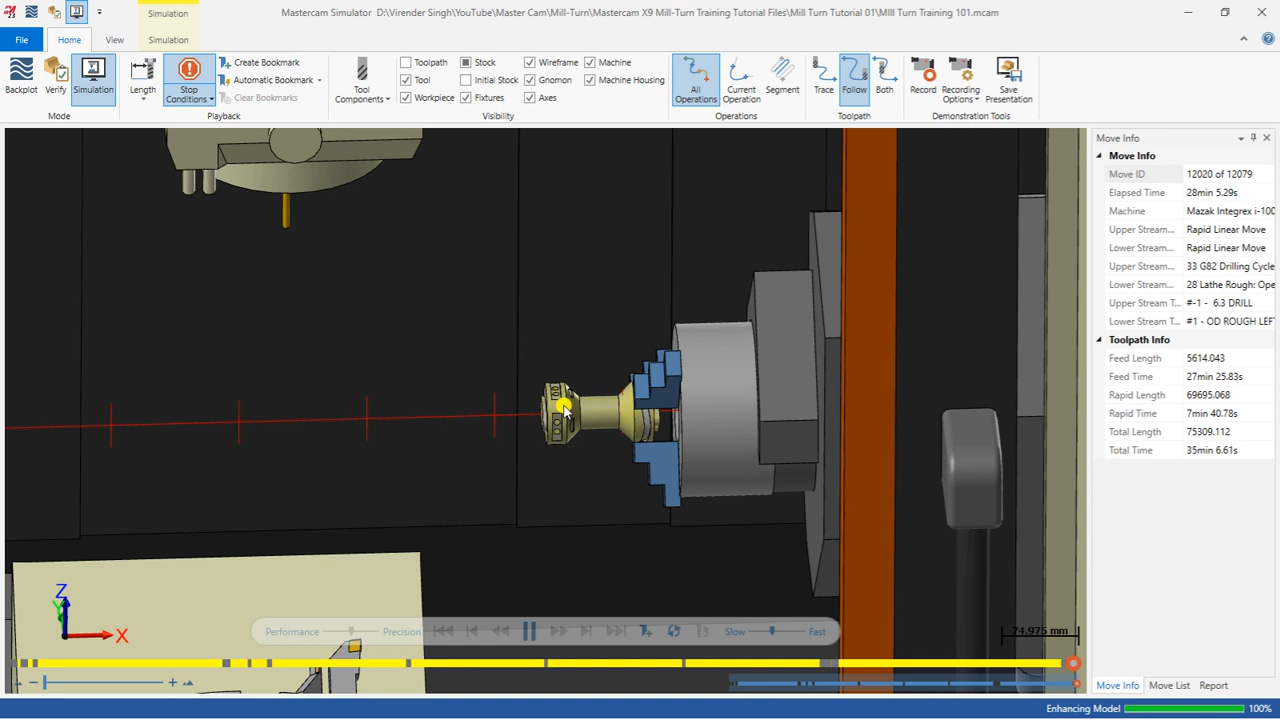 Simulation
Mastercam Simulator D:\Virender Singh\YouTube\Master Cam\Mill-Turn\Mastercam X9 Mill-Turn Training Tutorial Files\Mill Turn Tutorial 01\MIll Turn Training 101.mcam
File Home View Simulation
Backplot
Verify
Simulation
Mode
Length
Stop Conditions
Create Bookmark
Automatic Bookmark
Clear Bookmarks
Playback
Tool Components
Toolpath Stock Wireframe Machine
Tool Initial Stock Gnomon Machine Housing
Workpiece Fixtures Axes
Visibility
All Operations
Current Operation
Segment
Operations
Trace
Follow
Both
Toolpath
Record
Recording Options
Save Presentation
Demonstration Tools
Move Info
Move Info
Move ID 12020 of 12079
Elapsed Time 28min 5.29s
Machine Mazak Integrex i-100
Upper Stream... Rapid Linear Move
Lower Stream... Rapid Linear Move
Upper Stream... 33 G82 Drilling Cycle
Lower Stream... 28 Lathe Rough: Ope
Upper Stream T... #-1 - 6.3 DRILL
Lower Stream T... #1 - OD ROUGH LEFT
Toolpath Info
Feed Length 5614.043
Feed Time 27min 25.83s
Rapid Length 69695.068
Rapid Time 7min 40.78s
Total Length 75309.112
Total Time 35min 6.61s
Z
Y
X
Performance Precision Slow Fast
74.975 mm
Move Info Move List Report
Enhancing Model 100%